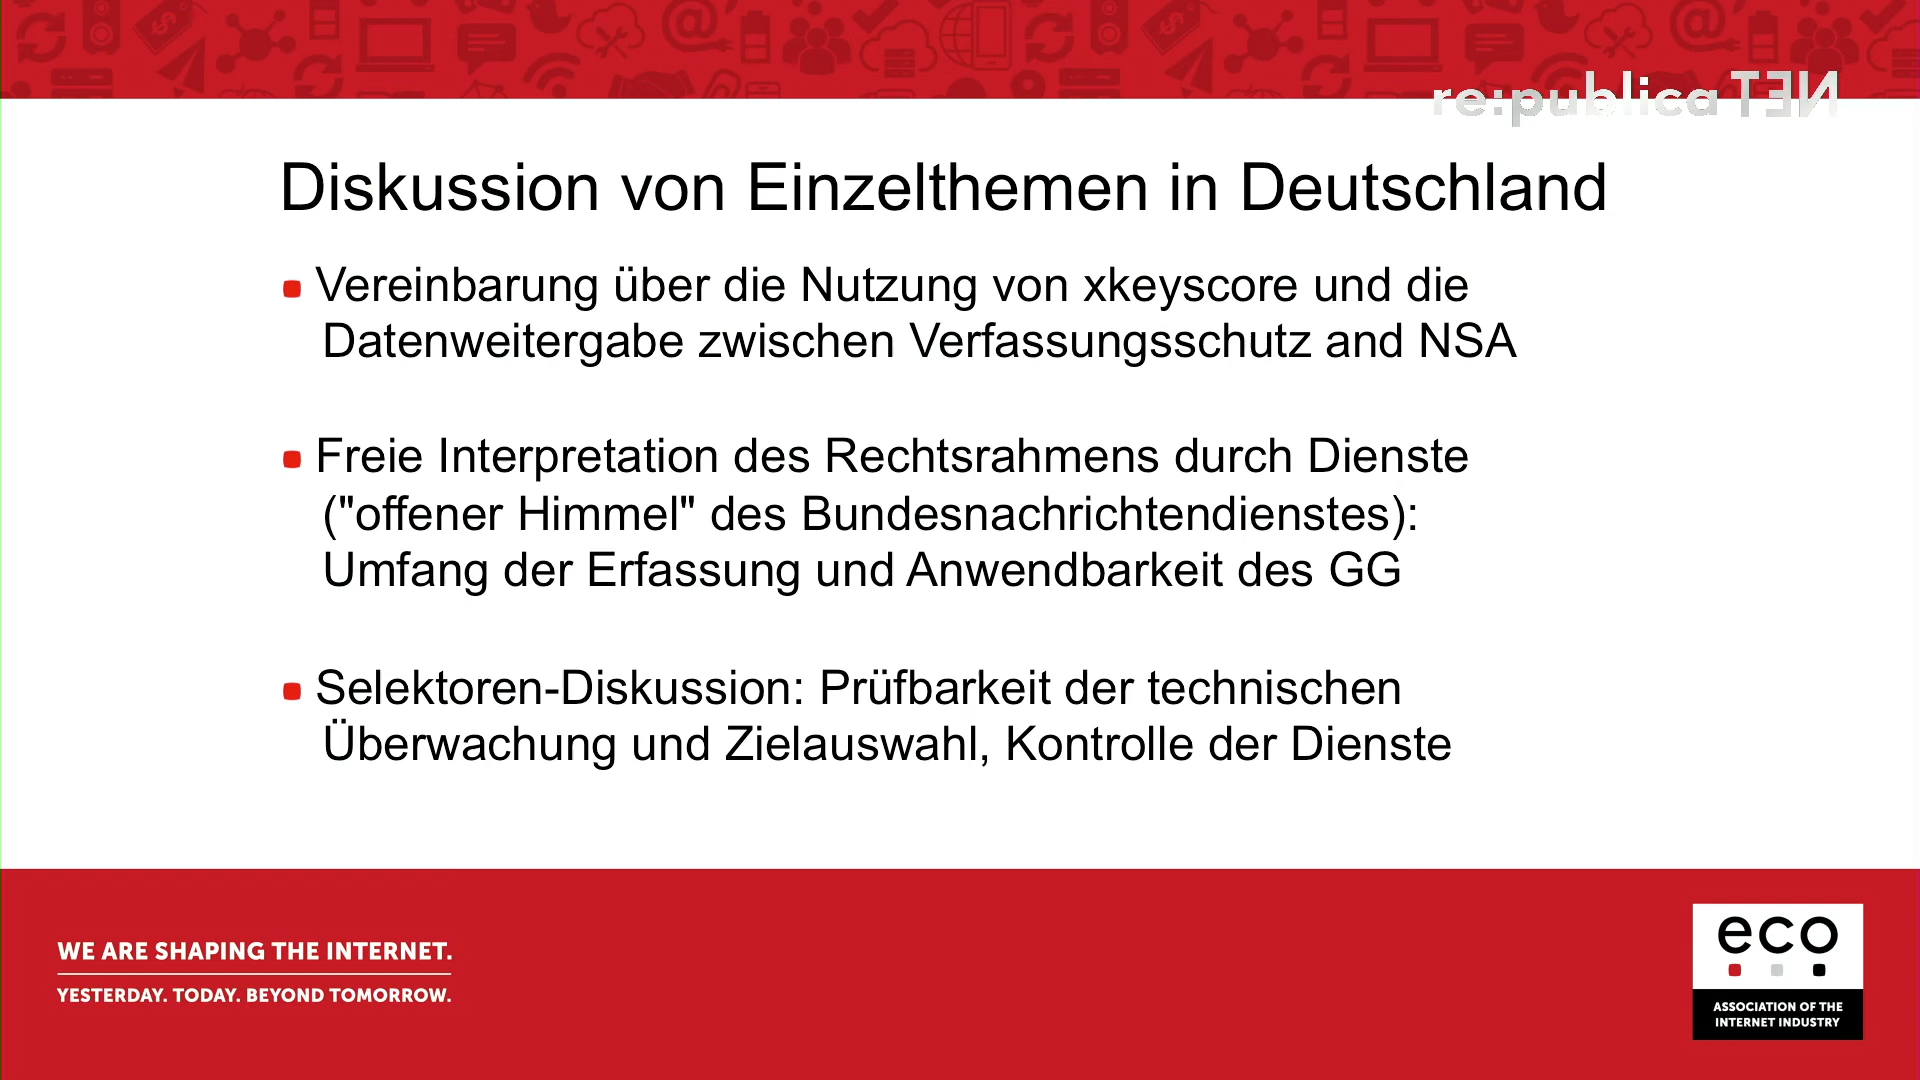 re:publica TEN
Diskussion von Einzelthemen in Deutschland
Vereinbarung über die Nutzung von xkeyscore und die
Datenweitergabe zwischen Verfassungsschutz and NSA
Freie Interpretation des Rechtsrahmens durch Dienste
("offener Himmel" des Bundesnachrichtendienstes):
Umfang der Erfassung und Anwendbarkeit des GG
Selektoren-Diskussion: Prüfbarkeit der technischen
Überwachung und Zielauswahl, Kontrolle der Dienste
WE ARE SHAPING THE INTERNET.
YESTERDAY. TODAY. BEYOND TOMORROW.
eco
ASSOCIATION OF THE
INTERNET INDUSTRY